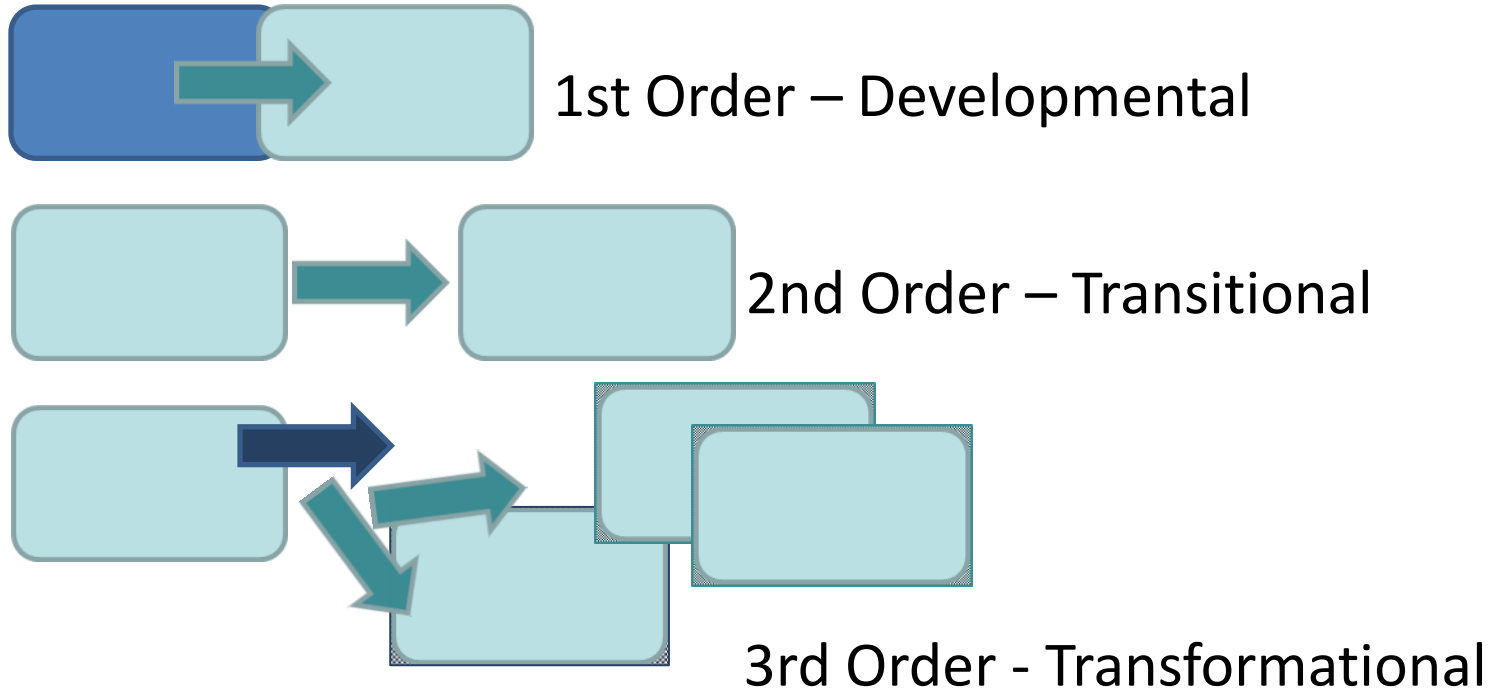 1st Order – Developmental
2nd Order – Transitional
3rd Order - Transformational